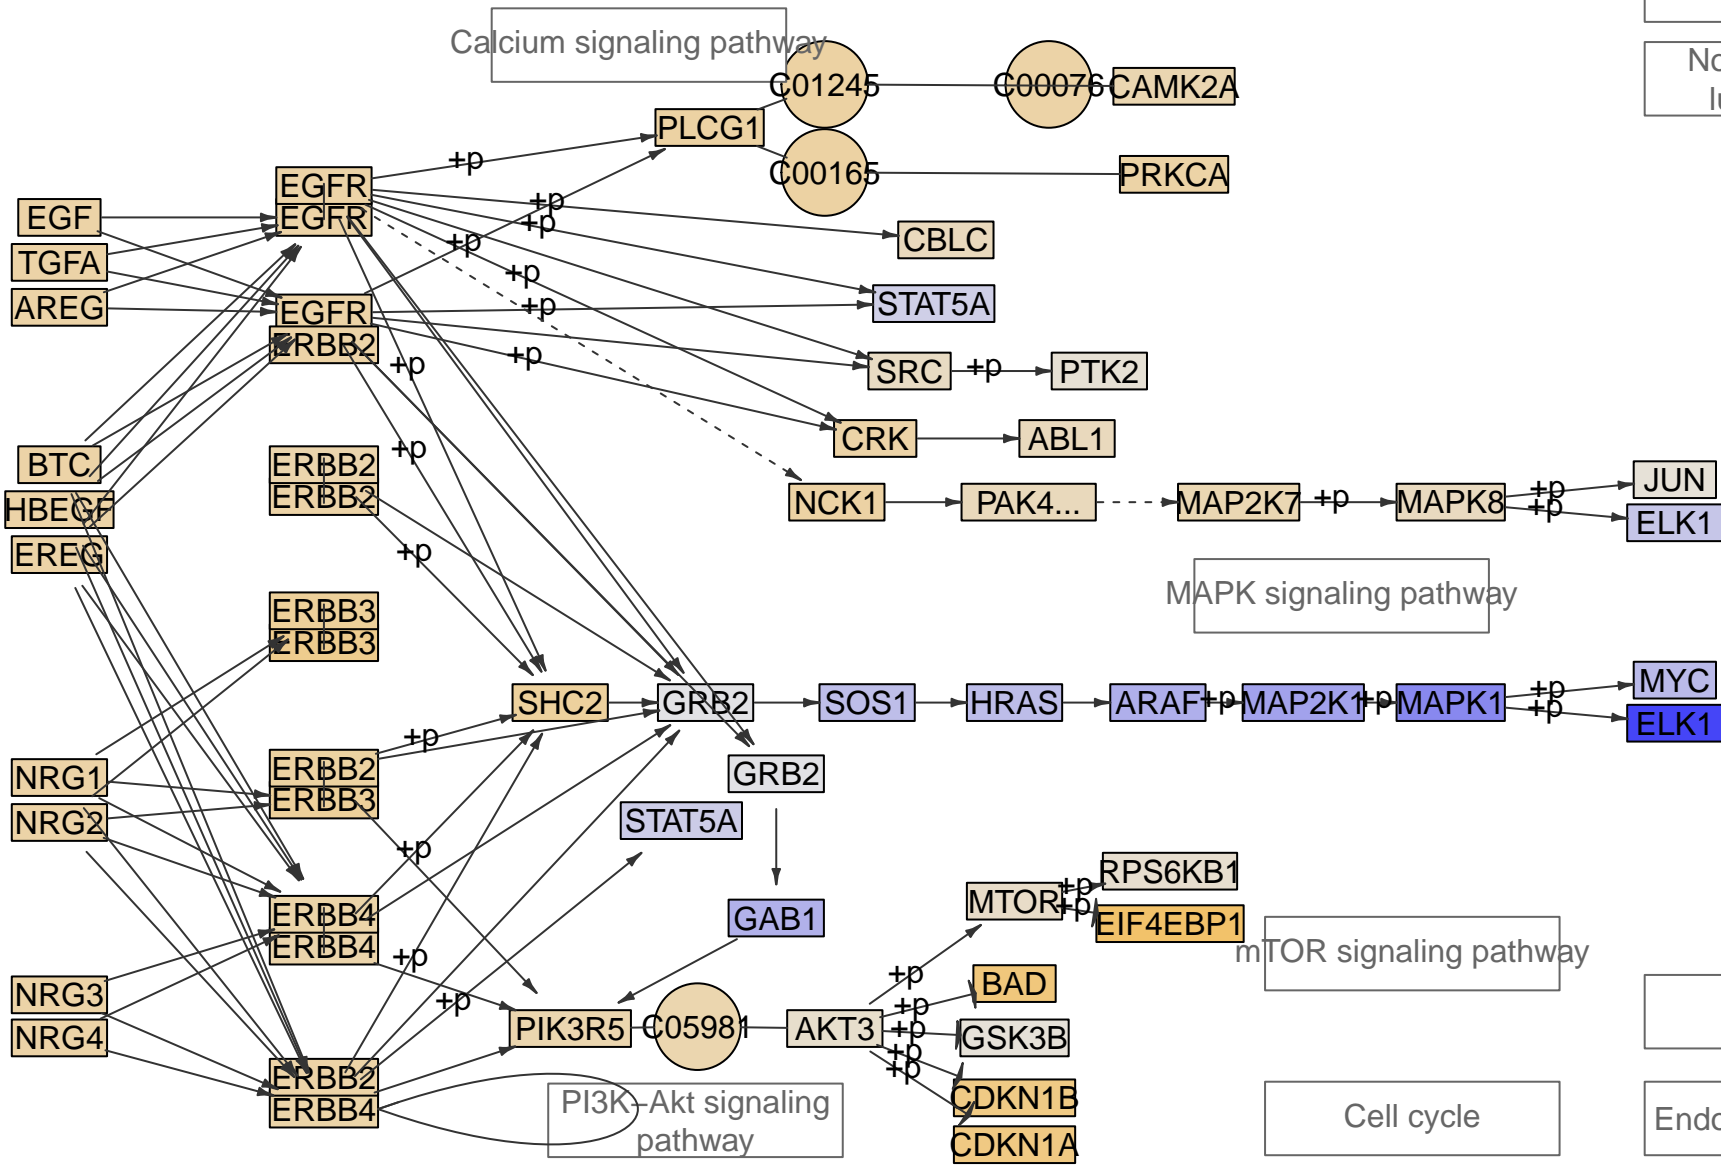 Calcium signaling pathway
No
lu
C01245
C00076
CAMK2A
PLCG1
+p
C00165
PRKCA
EGFR
EGFR
EGF
+p
+p
CBLC
TGFA
+p
+p
AREG
EGFR
+p
STAT5A
ERBB2
+p
+p
SRC
+p
PTK2
CRK
ABL1
+p
BTC
ERBB2
ERBB2
HBEGF
NCK1
PAK4...
MAP2K7
+p
MAPK8
+p
+p
JUN
ELK1
EREG
+p
MAPK signaling pathway
ERBB3
ERBB3
SHC2
GRB2
SOS1
HRAS
ARAF
+p
MAP2K1
+p
MAPK1
+p
+p
MYC
ELK1
+p
NRG1
ERBB2
ERBB3
GRB2
NRG2
STAT5A
+p
MTOR
+p
+p
RPS6KB1
EIF4EBP1
ERBB4
ERBB4
GAB1
+p
mTOR signaling pathway
+p
BAD
NRG3
+p
+p
PIK3R5
C05981
AKT3
+p
GSK3B
NRG4
+p
+p
ERBB2
ERBB4
CDKN1B
CDKN1A
PI3K−Akt signaling
pathway
Cell cycle
Endo